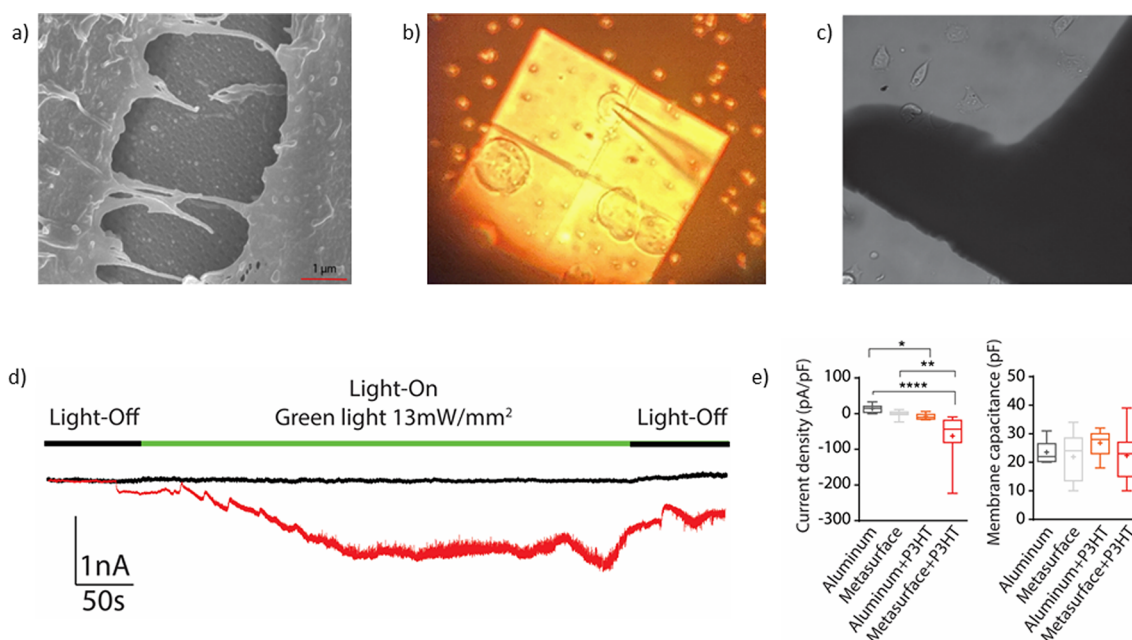 a)
b)
c)
1 µm
d)
Light-Off
Light-On
Green light 13mW/mm²
Light-Off
1nA
50s
e)
Current density (pA/pF)
100
0
-100
-200
-300
*
**
****
Aluminum
Metasurface
Aluminum+P3HT
Metasurface+P3HT
Membrane capacitance (pF)
50
40
30
20
10
0
Aluminum
Metasurface
Aluminum+P3HT
Metasurface+P3HT